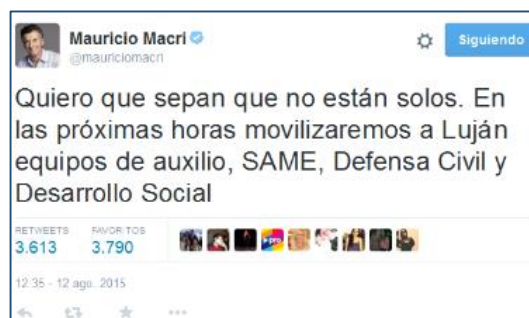 Mauricio Macri
@mauriciomacri
Siguiendo
Quiero que sepan que no están solos. En
las próximas horas movilizaremos a Luján
equipos de auxilio, SAME, Defensa Civil y
Desarrollo Social
RETWEETS FAVORITOS
3.613 3.790
pro
12:35 - 12 ago. 2015